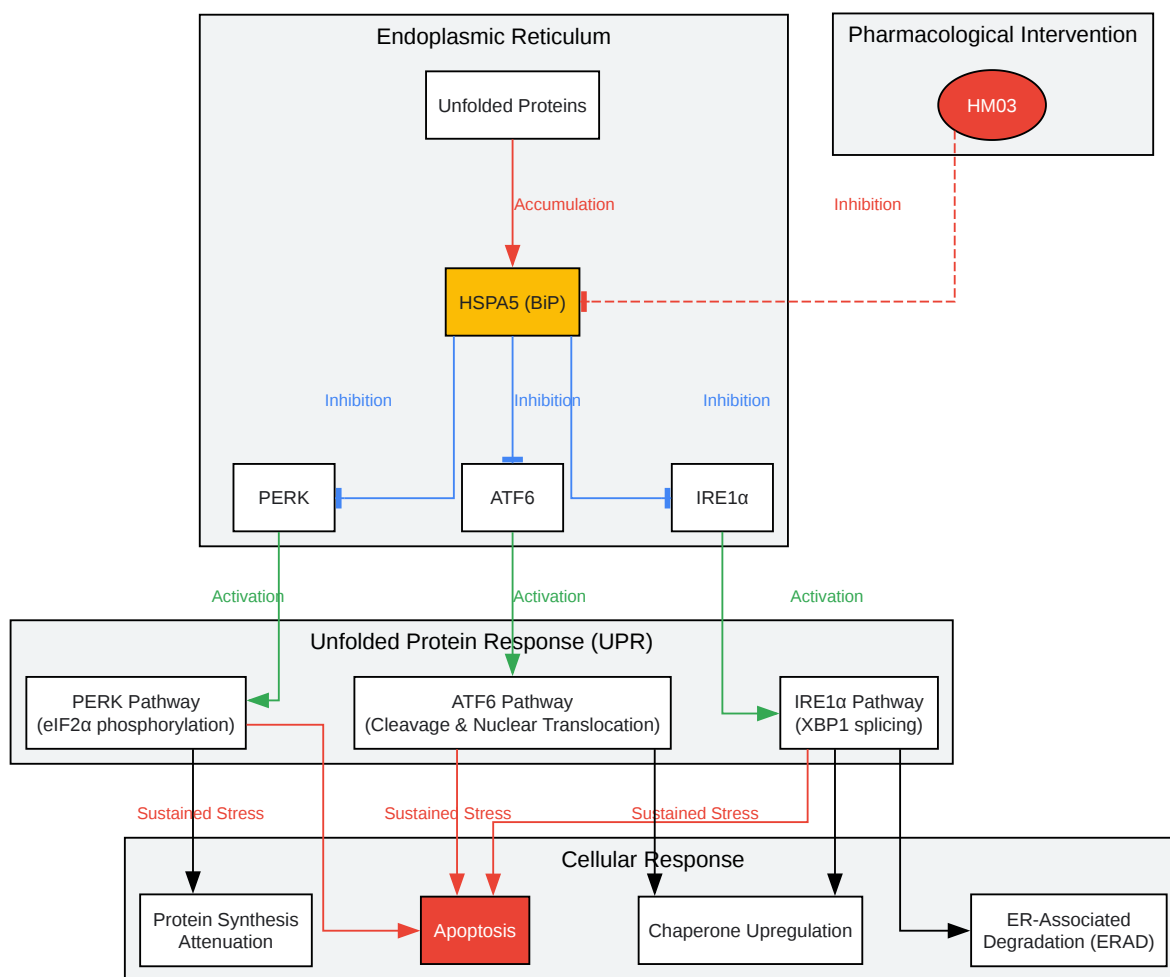 Endoplasmic Reticulum
Pharmacological Intervention
Unfolded Proteins
HM03
Accumulation
Inhibition
HSPA5 (BiP)
Inhibition
Inhibition
Inhibition
PERK
ATF6
IRE1α
Activation
Activation
Activation
Unfolded Protein Response (UPR)
PERK Pathway
(eIF2α phosphorylation)
ATF6 Pathway
(Cleavage & Nuclear Translocation)
IRE1α Pathway
(XBP1 splicing)
Sustained Stress
Sustained Stress
Sustained Stress
Cellular Response
Protein Synthesis
Attenuation
Apoptosis
Chaperone Upregulation
ER-Associated
Degradation (ERAD)